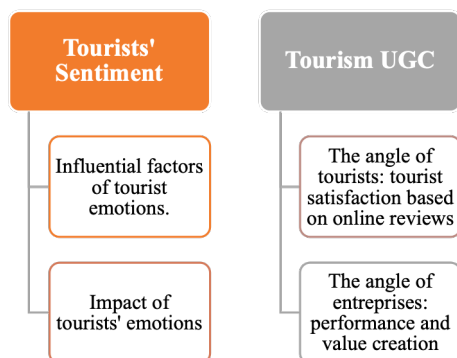 Tourists'
Sentiment
Influential factors
of tourist
emotions.
Impact of
tourists' emotions
Tourism UGC
The angle of
tourists: tourist
satisfaction based
on online reviews
The angle of
entreprises:
performance and
value creation